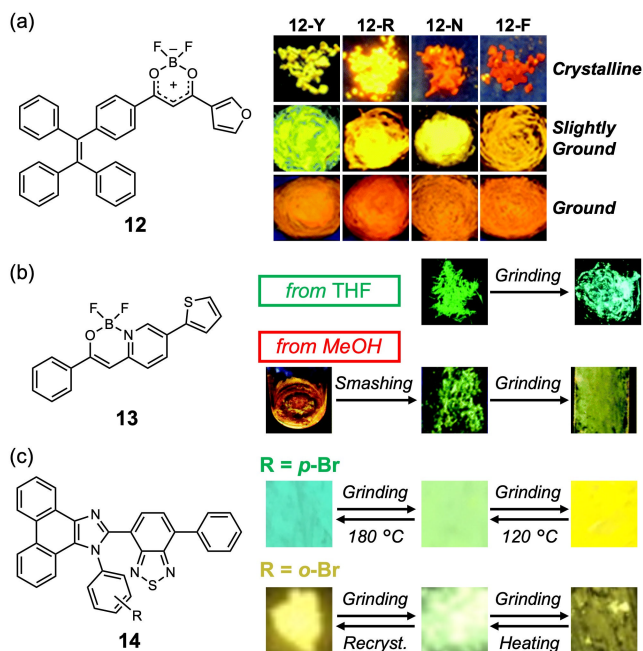 (a)
12-Y 12-R 12-N 12-F
F F
B −
O O
+
O
12
Crystalline
Slightly
Ground
Ground
(b)
F F
B
O N
S
13
from THF
Grinding
from MeOH
Smashing
Grinding
(c)
N
N
N S N
R
14
R = p-Br
Grinding
180 °C
Grinding
120 °C
R = o-Br
Grinding
Recryst.
Grinding
Heating